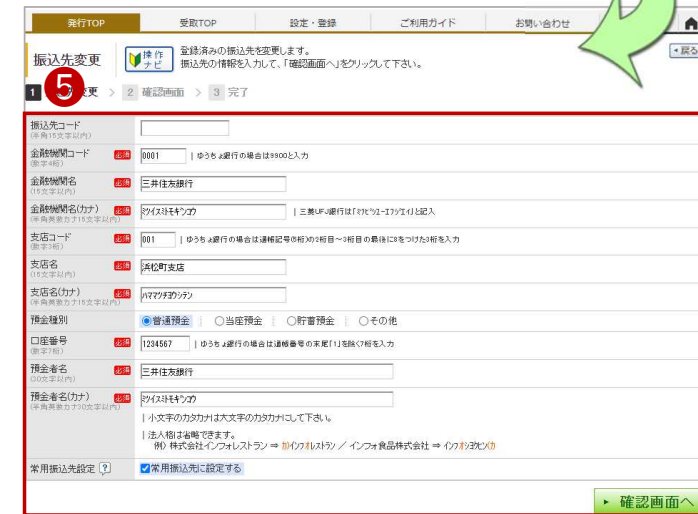 発行TOP 受取TOP 設定・登録 ご利用ガイド お問い合わせ
振込先変更 操作ナビ 登録済みの振込先を変更します。
振込先の情報を入力して、「確認画面へ」をクリックして下さい。
戻る
5
1 変更 > 2 確認画面 > 3 完了
振込先コード
(半角15文字以内)
金融機関コード 必須 0001 | ゆうちょ銀行の場合は9900と入力
(数字4桁)
金融機関名 必須 三井住友銀行
(15文字以内)
金融機関名(カナ) 必須 ﾐﾂｲｽﾐﾄﾓｷﾞﾝｺｳ | 三菱UFJ銀行は「ﾐﾂﾋﾞｼﾕｰｴﾌｼﾞｴｲ」と記入
(半角英数カナ15文字以内)
支店コード 必須 001 | ゆうちょ銀行の場合は通帳記号(5桁)の2桁目～3桁目の最後に8をつけた3桁を入力
(数字3桁)
支店名 必須 浜松町支店
(15文字以内)
支店名(カナ) 必須 ﾊﾏﾏﾂﾁﾖｳｼﾃﾝ
(半角英数カナ15文字以内)
預金種別 普通預金 当座預金 貯蓄預金 その他
口座番号 必須 1234567 | ゆうちょ銀行の場合は通帳番号の末尾「1」を除く7桁を入力
(数字7桁)
預金者名 必須 三井住友銀行
(30文字以内)
預金者名(カナ) 必須 ﾐﾂｲｽﾐﾄﾓｷﾞﾝｺｳ
(半角英数カナ30文字以内)
| 小文字のカタカナは大文字のカタカナにして下さい。
| 法人格は省略できます。
例) 株式会社インフォレストラン ⇒ ｶ)ｲﾝﾌｵﾚｽﾄﾗﾝ ／ インフォ食品株式会社 ⇒ ｲﾝﾌｵｼﾖｸﾋﾝ(ｶ
常用振込先設定 ? 常用振込先に設定する
確認画面へ